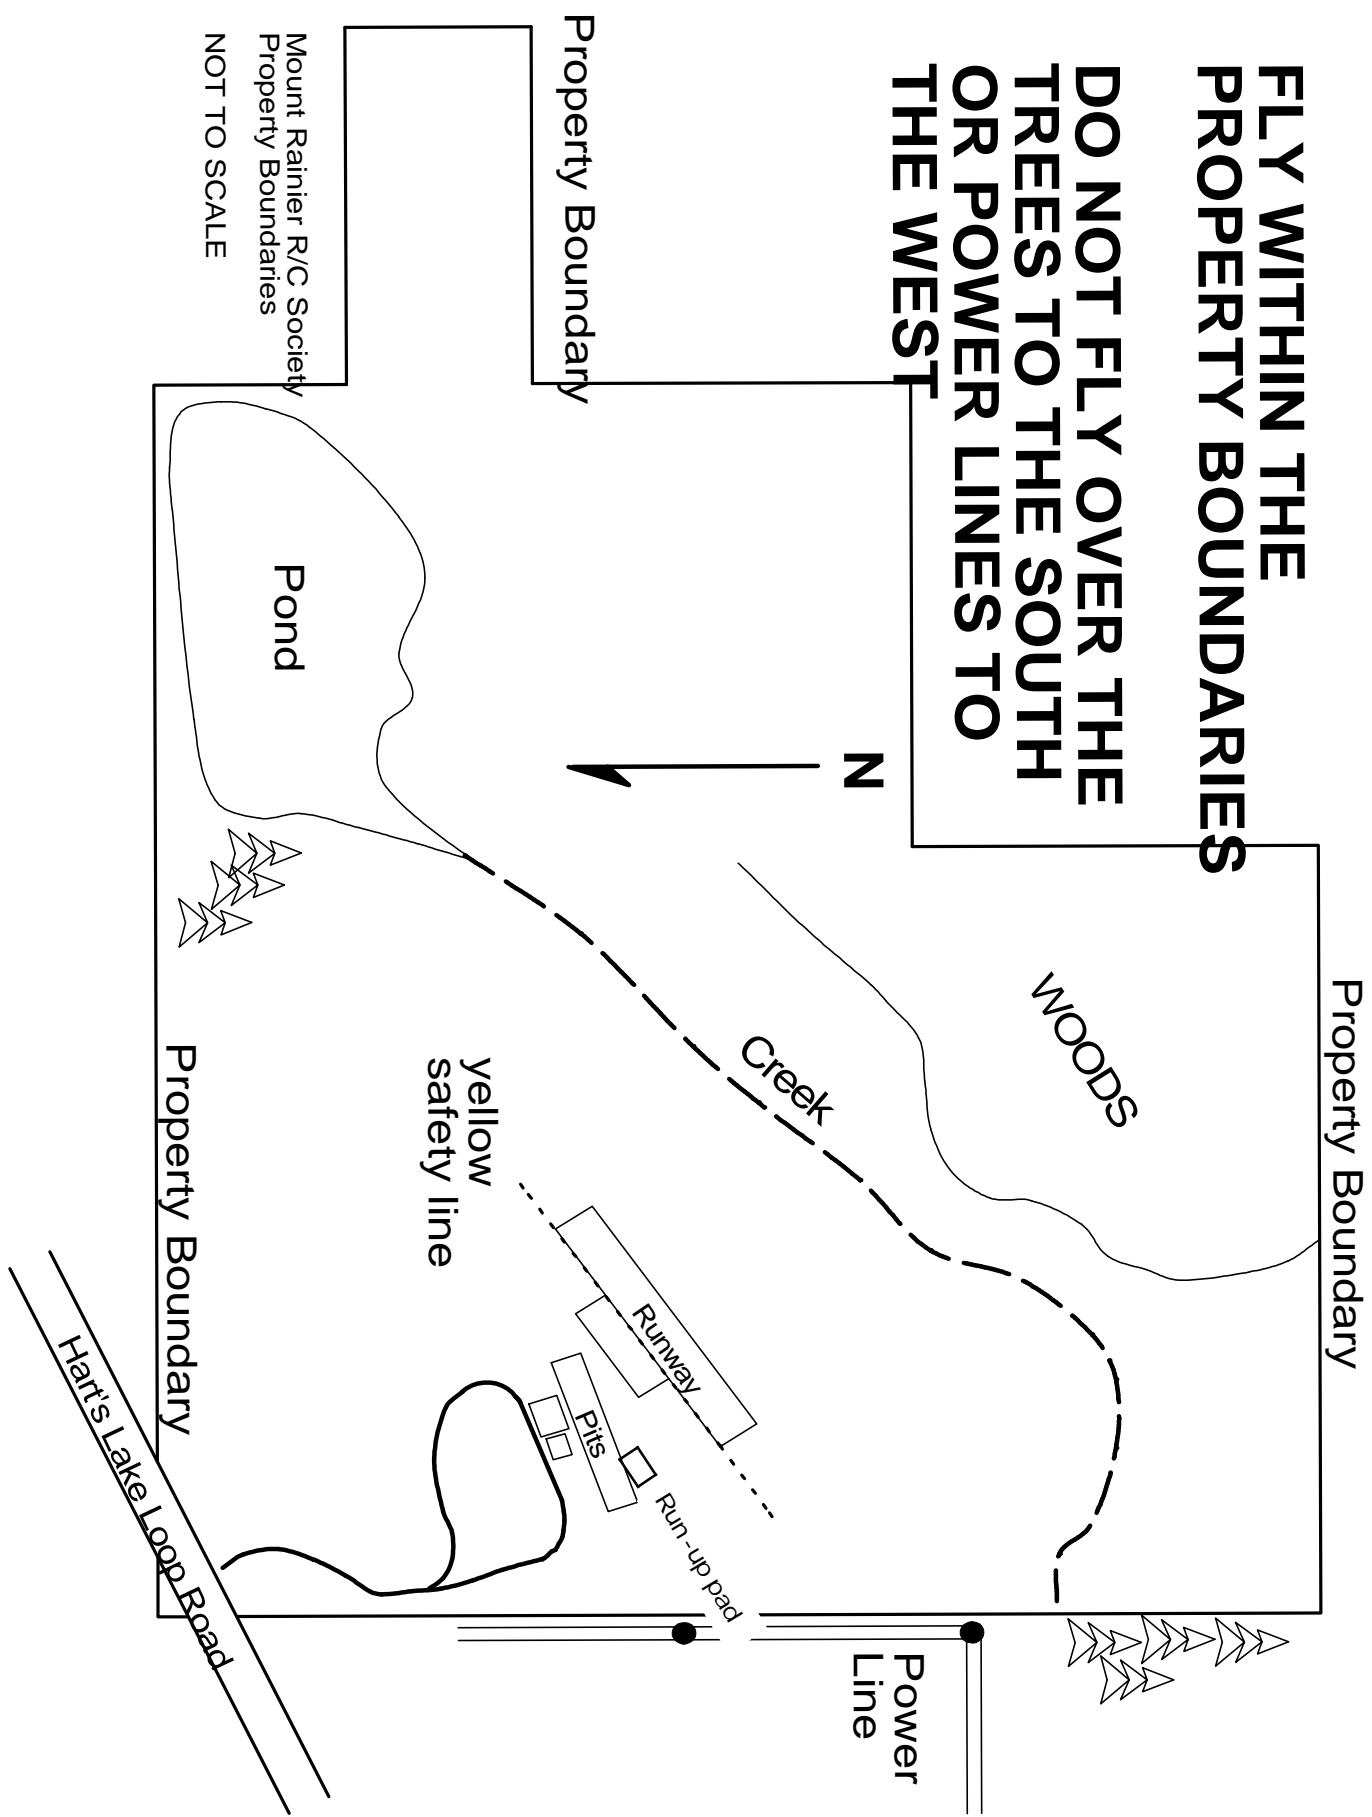 FLY WITHIN THE
PROPERTY BOUNDARIES
DO NOT FLY OVER THE
TREES TO THE SOUTH
OR POWER LINES TO
THE WEST
Property Boundary
WOODS
Power
Line
N
Creek
Property Boundary
Runway
Run-up pad
Pits
yellow
safety line
Pond
Mount Rainier R/C Society
Property Boundaries
NOT TO SCALE
Property Boundary
Hart's Lake Loop Road